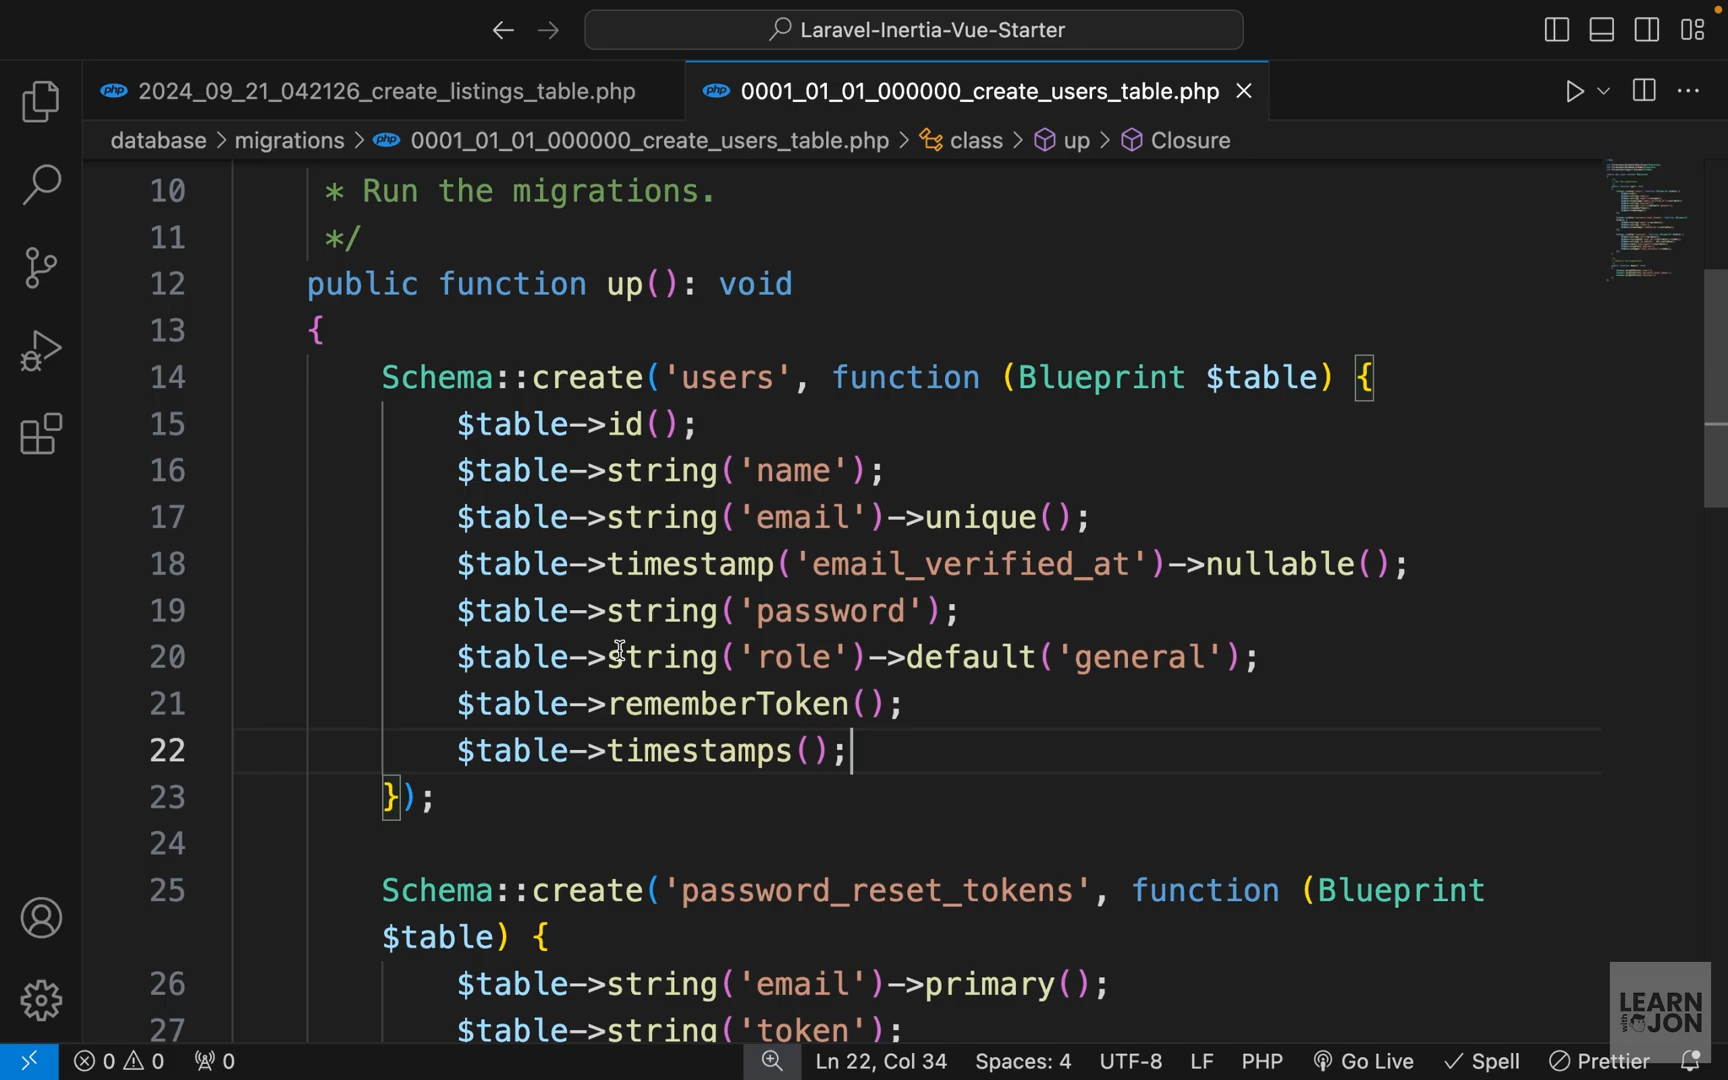 Laravel-Inertia-Vue-Starter
php 2024_09_21_042126_create_listings_table.php
php 0001_01_01_000000_create_users_table.php
database > migrations > php 0001_01_01_000000_create_users_table.php > class > up > Closure
10 * Run the migrations.
11 */
12 public function up(): void
13 {
14 Schema::create('users', function (Blueprint $table) {
15 $table->id();
16 $table->string('name');
17 $table->string('email')->unique();
18 $table->timestamp('email_verified_at')->nullable();
19 $table->string('password');
20 $table->string('role')->default('general');
21 $table->rememberToken();
22 $table->timestamps();
23 });
24
25 Schema::create('password_reset_tokens', function (Blueprint
$table) {
26 $table->string('email')->primary();
27 $table->string('token');
LEARN
with JON
0 0 0 Ln 22, Col 34 Spaces: 4 UTF-8 LF PHP Go Live Spell Prettier